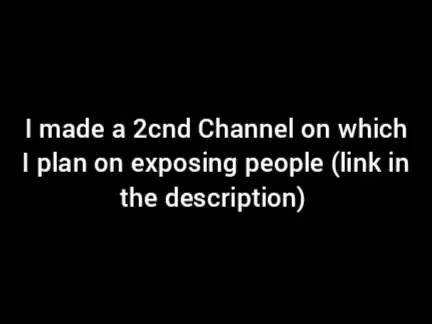 I made a 2cnd Channel on which
I plan on exposing people (link in
the description)